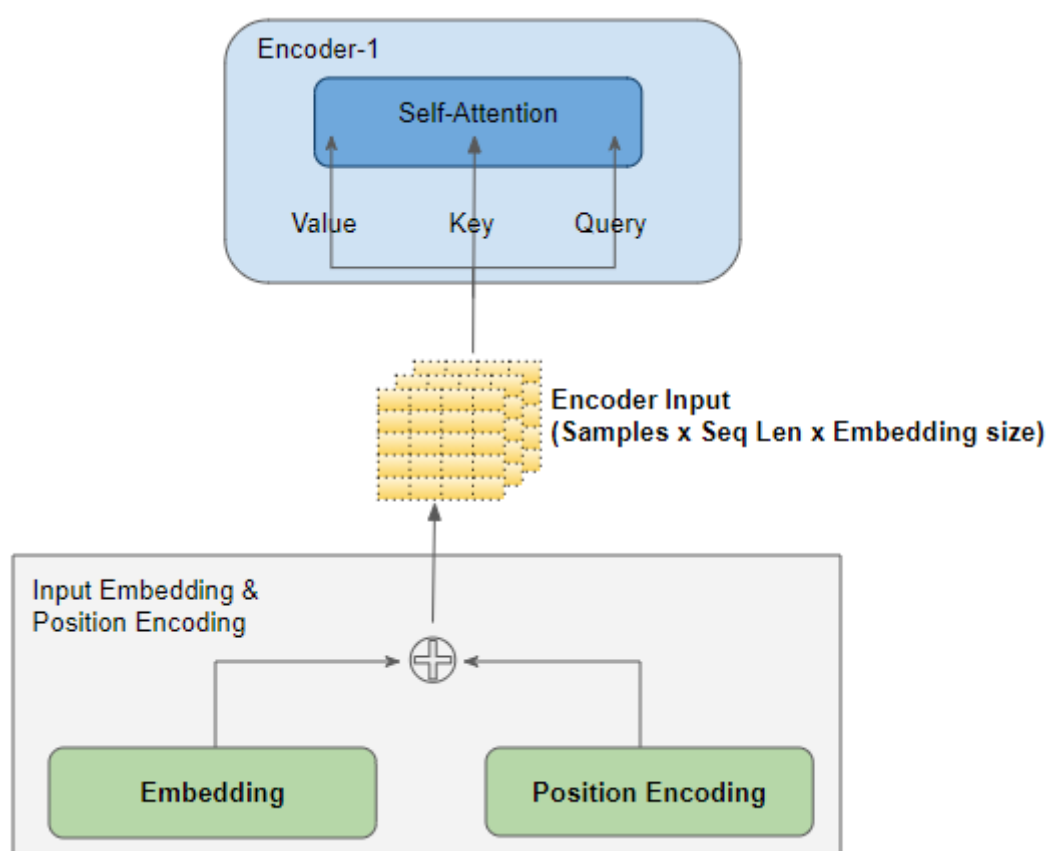 Encoder-1
Self-Attention
Value
Key
Query
Encoder Input
(Samples x Seq Len x Embedding size)
Input Embedding &
Position Encoding
Embedding
Position Encoding